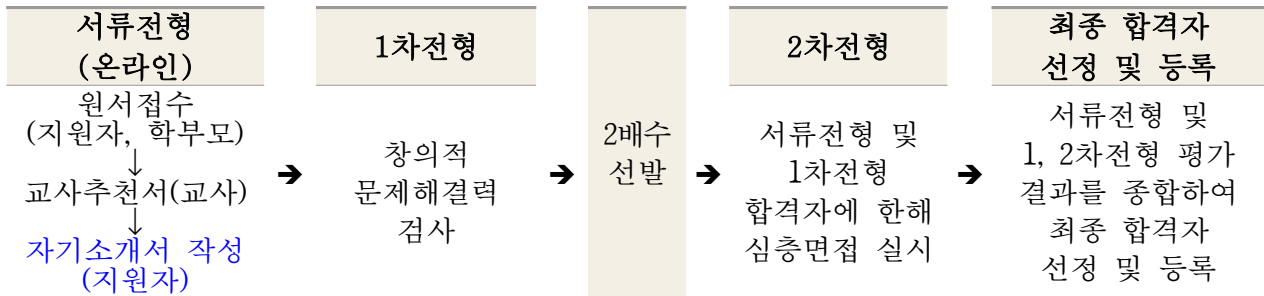 서류전형
(온라인)
원서접수
(지원자, 학부모)
↓
교사추천서(교사)
↓
자기소개서 작성
(지원자)
➔
1차전형
창의적
문제해결력
검사
➔
2배수
선발
➔
2차전형
서류전형 및
1차전형
합격자에 한해
심층면접 실시
➔
최종 합격자
선정 및 등록
서류전형 및
1, 2차전형 평가
결과를 종합하여
최종 합격자
선정 및 등록